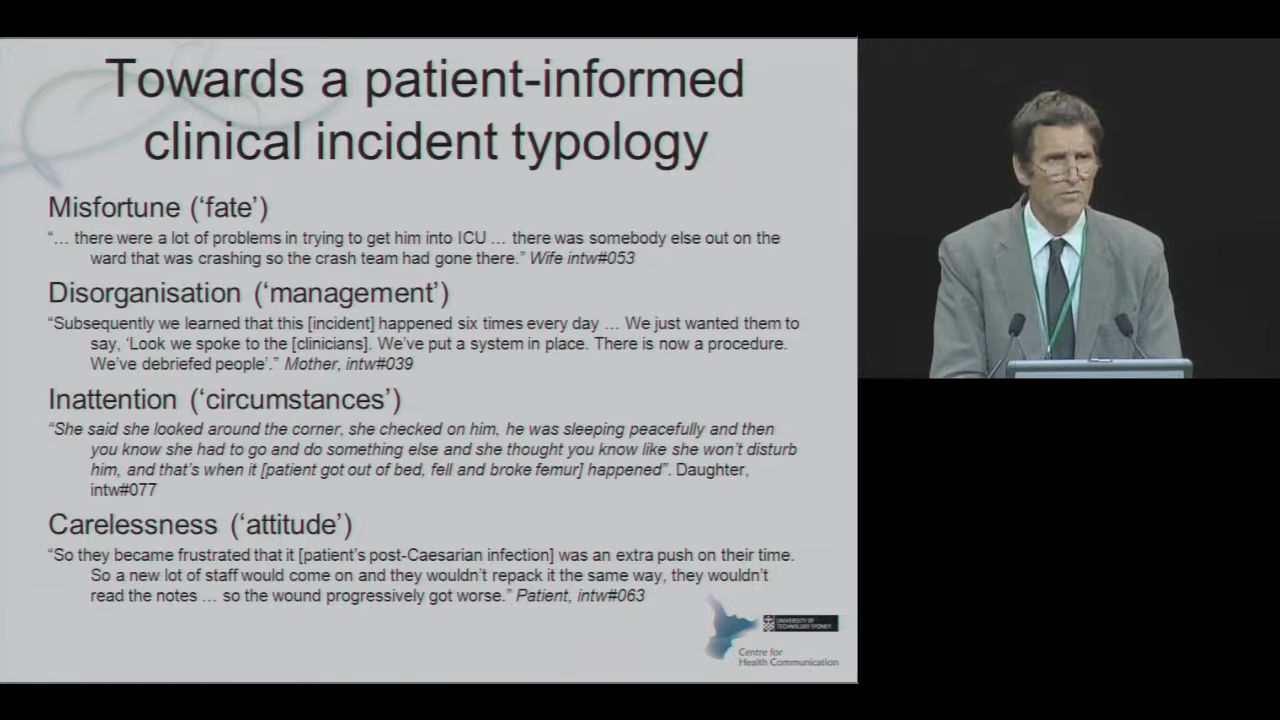 Towards a patient-informed
clinical incident typology
Misfortune (‘fate’)
“… there were a lot of problems in trying to get him into ICU … there was somebody else out on the
ward that was crashing so the crash team had gone there.” Wife intw#053
Disorganisation (‘management’)
“Subsequently we learned that this [incident] happened six times every day … We just wanted them to
say, ‘Look we spoke to the [clinicians]. We’ve put a system in place. There is now a procedure.
We’ve debriefed people’.” Mother, intw#039
Inattention (‘circumstances’)
“She said she looked around the corner, she checked on him, he was sleeping peacefully and then
you know she had to go and do something else and she thought you know like she won’t disturb
him, and that’s when it [patient got out of bed, fell and broke femur] happened”. Daughter,
intw#077
Carelessness (‘attitude’)
“So they became frustrated that it [patient’s post-Caesarian infection] was an extra push on their time.
So a new lot of staff would come on and they wouldn’t repack it the same way, they wouldn’t
read the notes … so the wound progressively got worse.” Patient, intw#063
UNIVERSITY OF
TECHNOLOGY SYDNEY
Centre for
Health Communication